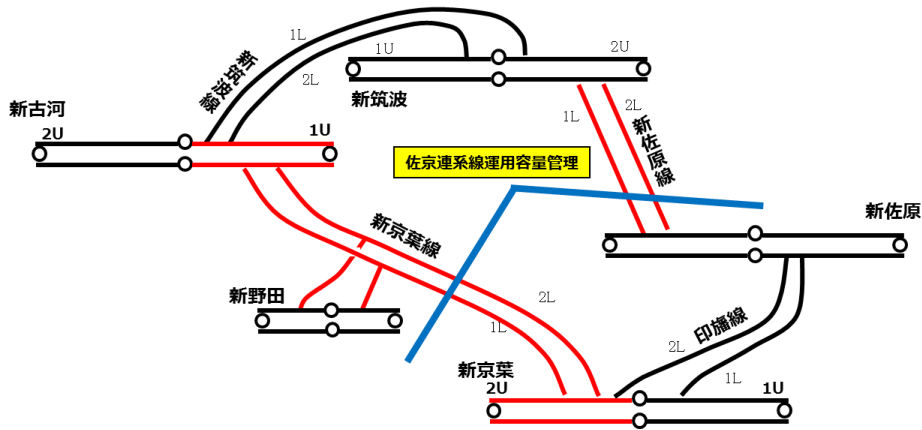 1L
2U
1U
新筑波線
2L
新筑波
新古河
2U
1U
1L
2L
新佐原線
佐京連系線運用容量管理
新佐原
新京葉線
新野田
2L
1L
印旛線
新京葉
2L
2U
1L
1U